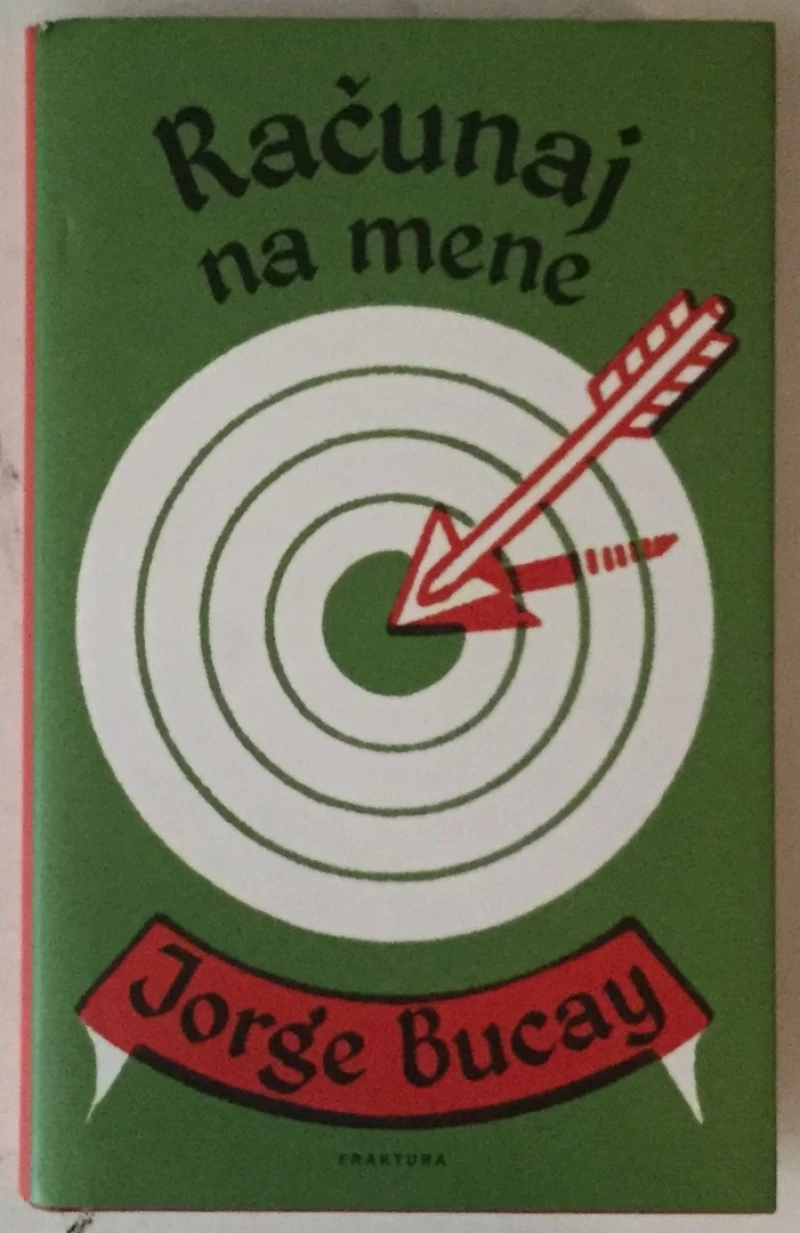 Računaj
na mene
Jorge Bucay
FRAKTURA